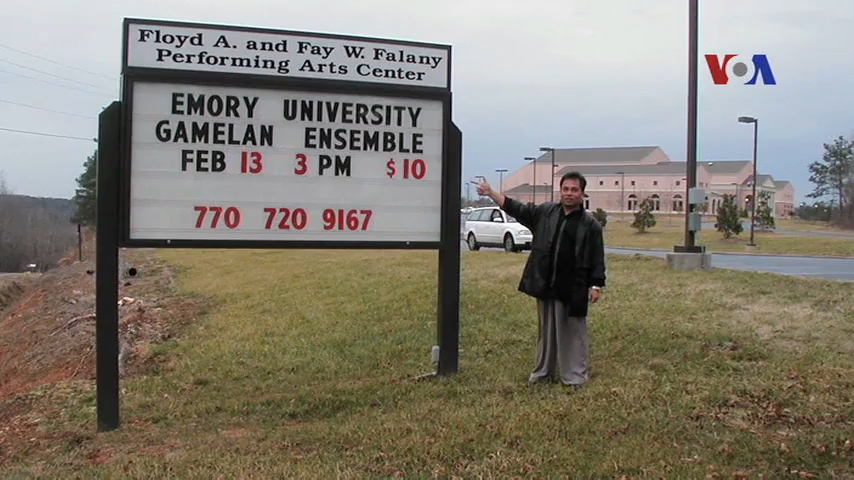 Floyd A. and Fay W. Falany
Performing Arts Center
EMORY UNIVERSITY
GAMELAN ENSEMBLE
FEB 13 3 PM $10
770 720 9167
VOA